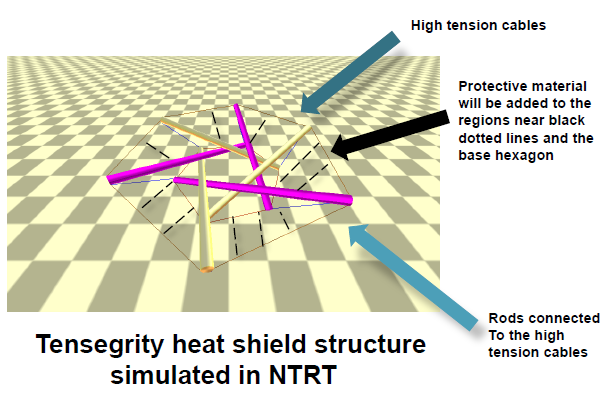 High tension cables
Protective material
will be added to the
regions near black
dotted lines and the
base hexagon
Rods connected
To the high
tension cables
Tensegrity heat shield structure
simulated in NTRT